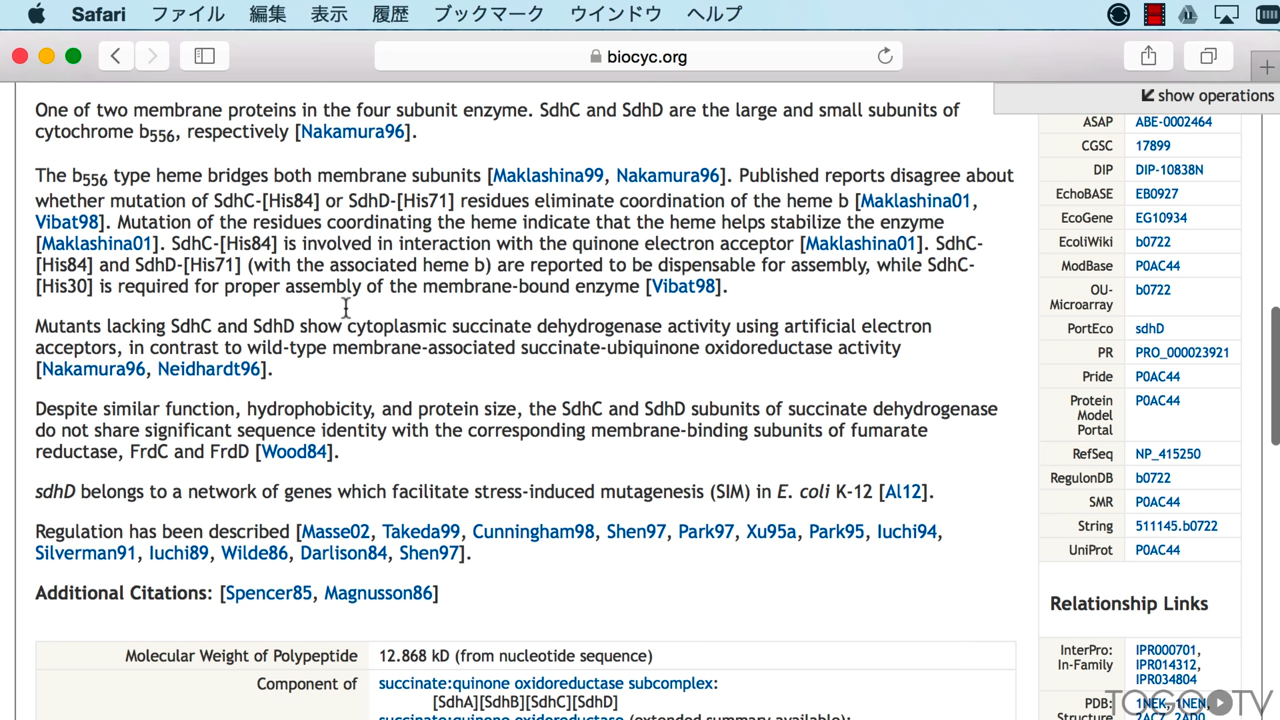 Safari ファイル 編集 表示 履歴 ブックマーク ウインドウ ヘルプ
biocyc.org
show operations
One of two membrane proteins in the four subunit enzyme. SdhC and SdhD are the large and small subunits of
cytochrome b556, respectively [Nakamura96].
The b556 type heme bridges both membrane subunits [Maklashina99, Nakamura96]. Published reports disagree about
whether mutation of SdhC-[His84] or SdhD-[His71] residues eliminate coordination of the heme b [Maklashina01,
Vibat98]. Mutation of the residues coordinating the heme indicate that the heme helps stabilize the enzyme
[Maklashina01]. SdhC-[His84] is involved in interaction with the quinone electron acceptor [Maklashina01]. SdhC-
[His84] and SdhD-[His71] (with the associated heme b) are reported to be dispensable for assembly, while SdhC-
[His30] is required for proper assembly of the membrane-bound enzyme [Vibat98].
Mutants lacking SdhC and SdhD show cytoplasmic succinate dehydrogenase activity using artificial electron
acceptors, in contrast to wild-type membrane-associated succinate-ubiquinone oxidoreductase activity
[Nakamura96, Neidhardt96].
Despite similar function, hydrophobicity, and protein size, the SdhC and SdhD subunits of succinate dehydrogenase
do not share significant sequence identity with the corresponding membrane-binding subunits of fumarate
reductase, FrdC and FrdD [Wood84].
sdhD belongs to a network of genes which facilitate stress-induced mutagenesis (SIM) in E. coli K-12 [Al12].
Regulation has been described [Masse02, Takeda99, Cunningham98, Shen97, Park97, Xu95a, Park95, Iuchi94,
Silverman91, Iuchi89, Wilde86, Darlison84, Shen97].
Additional Citations: [Spencer85, Magnusson86]
Molecular Weight of Polypeptide 12.868 kD (from nucleotide sequence)
Component of succinate:quinone oxidoreductase subcomplex:
[SdhA][SdhB][SdhC][SdhD]
succinate:quinone oxidoreductase (extended summary available):
ASAP ABE-0002464
CGSC 17899
DIP DIP-10838N
EchoBASE EB0927
EcoGene EG10934
EcoliWiki b0722
ModBase P0AC44
OU-
Microarray b0722
PortEco sdhD
PR PRO_000023921
Pride P0AC44
Protein
Model
Portal P0AC44
RefSeq NP_415250
RegulonDB b0722
SMR P0AC44
String 511145.b0722
UniProt P0AC44
Relationship Links
InterPro:
In-Family IPR000701,
IPR014312,
IPR034804
PDB:
Structure 1NEK, 1NEN,
2AC7, 2AD0
TOGO TV